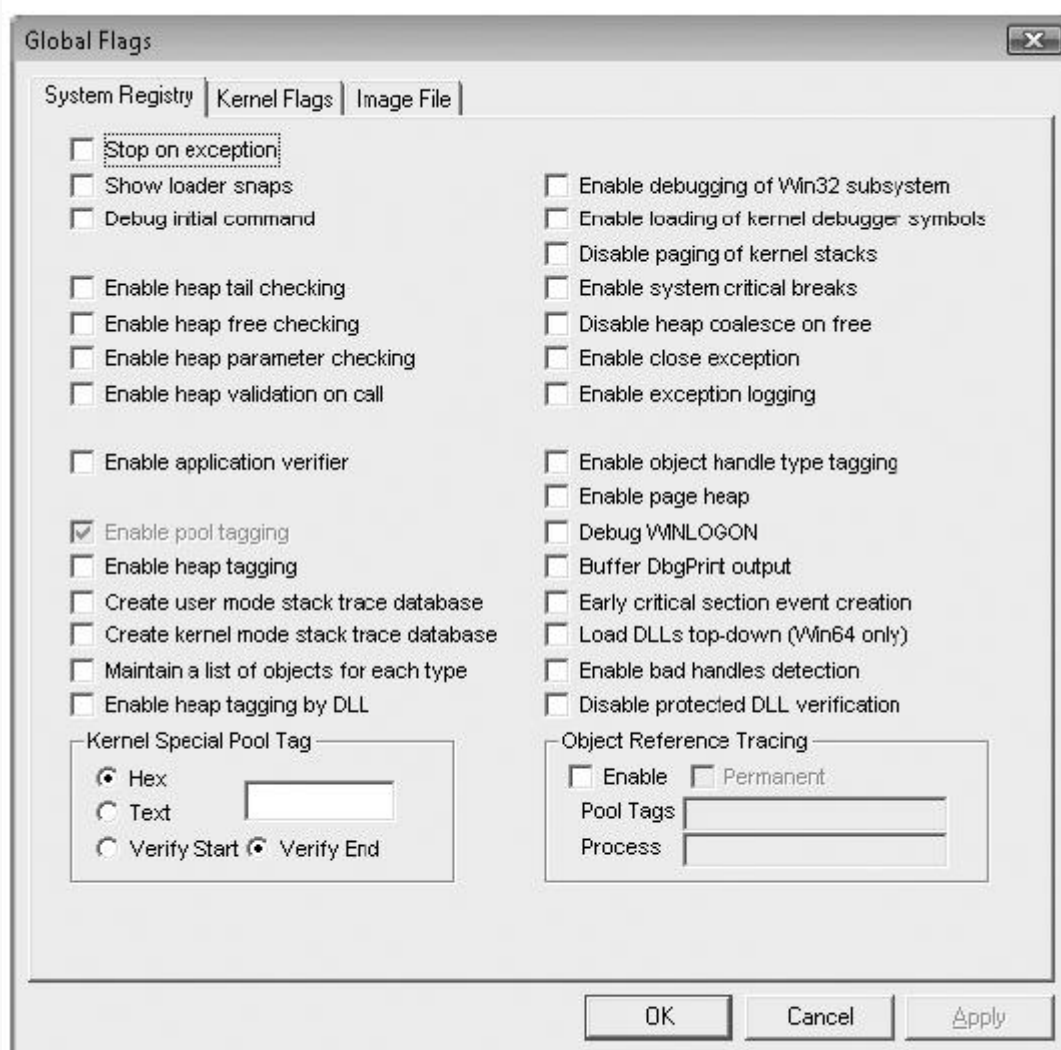 Global Flags
System Registry
Kernel Flags
Image File
Stop on exception
Show loader snaps
Debug initial command
Enable heap tail checking
Enable heap free checking
Enable heap parameter checking
Enable heap validation on call
Enable application verifier
Enable pool tagging
Enable heap tagging
Create user mode stack trace database
Create kernel mode stack trace database
Maintain a list of objects for each type
Enable heap tagging by DLL
Enable debugging of Win32 subsystem
Enable loading of kernel debugger symbols
Disable paging of kernel stacks
Enable system critical breaks
Disable heap coalesce on free
Enable close exception
Enable exception logging
Enable object handle type tagging
Enable page heap
Debug WINLOGON
Buffer DbgPrint output
Early critical section event creation
Load DLLs top-down (Win64 only)
Enable bad handles detection
Disable protected DLL verification
Kernel Special Pool Tag
Hex
Text
Verify Start
Verify End
Object Reference Tracing
Enable
Permanent
Pool Tags
Process
OK
Cancel
Apply